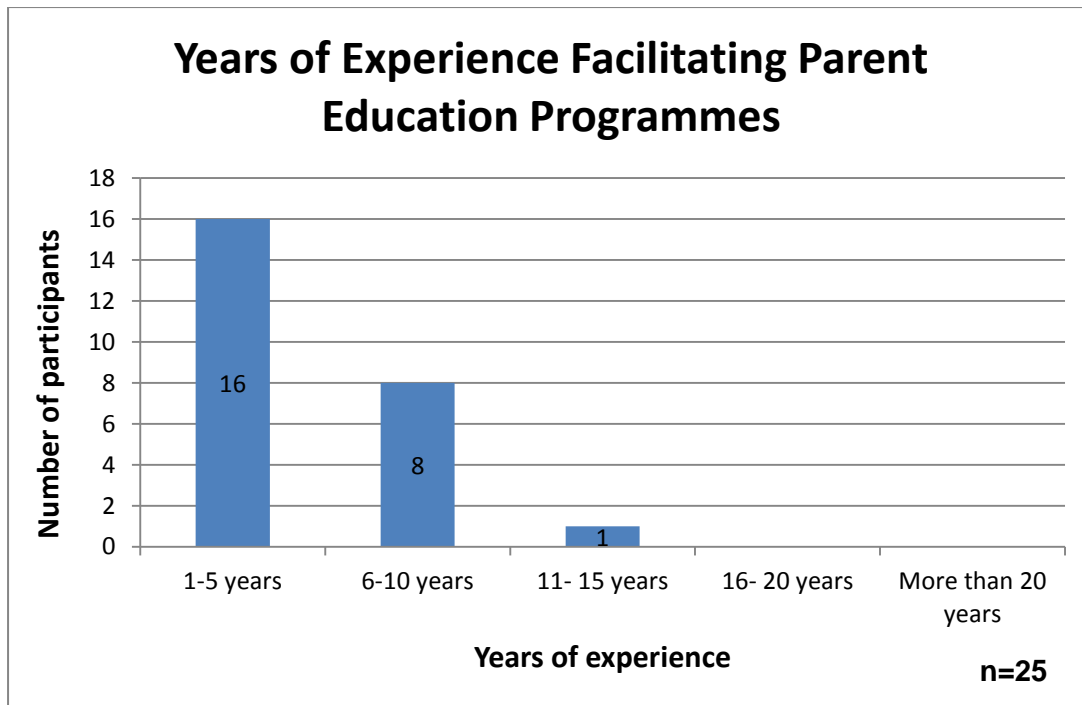 Years of Experience Facilitating Parent
Education Programmes
Number of participants
18
16
14
12
10
8
6
4
2
0
16
8
1
1-5 years
6-10 years
11- 15 years
16- 20 years
More than 20
years
Years of experience
n=25